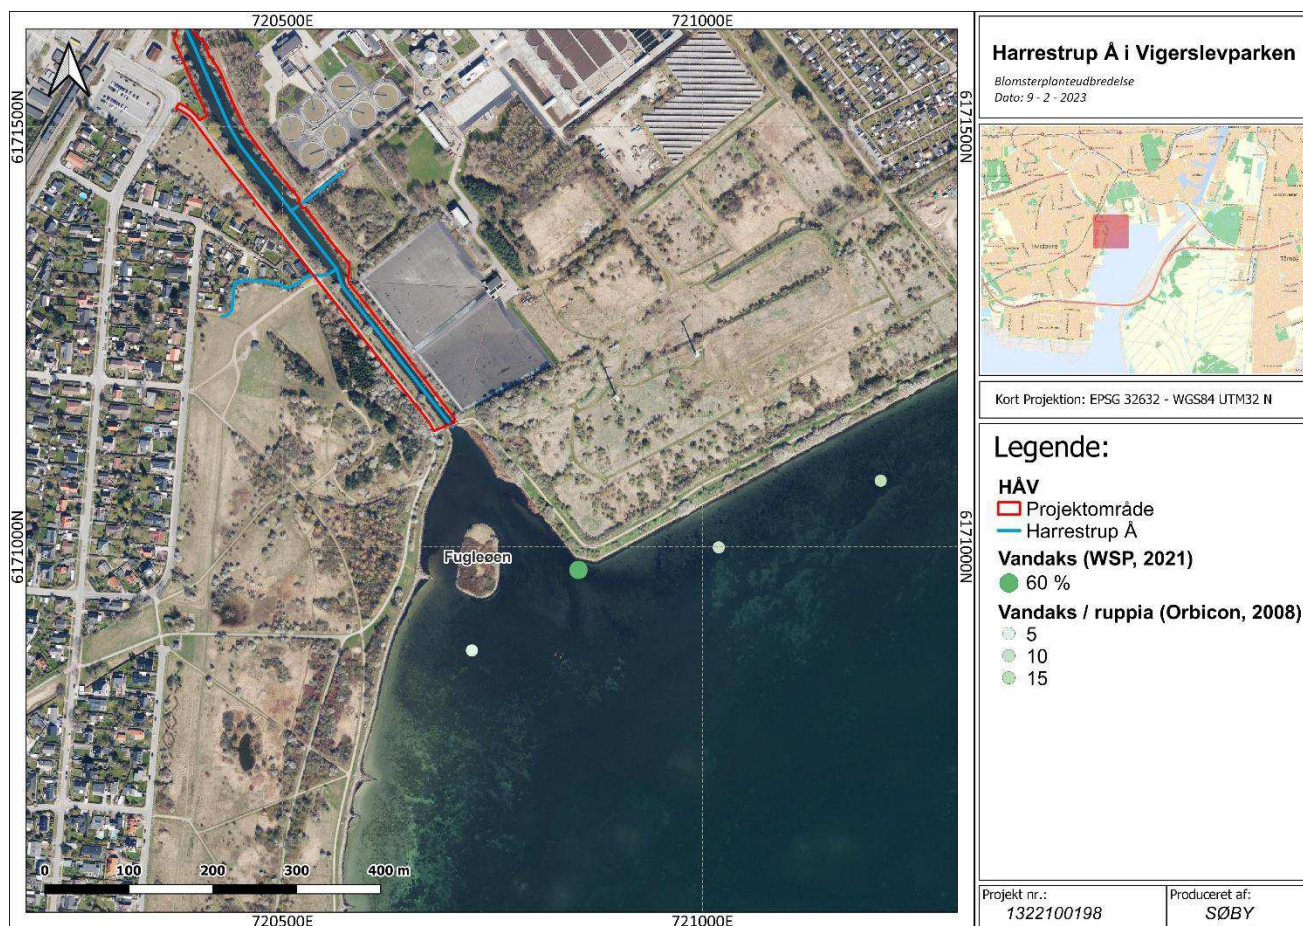 720500E
721000E
6171500N
6171500N
6171000N
6171000N
Fugleøen
0 100 200 300 400 m
720500E
721000E
Harrestrup Å i Vigerslevparken
Blomsterplanteudbredelse
Dato: 9 - 2 - 2023
Hvidovre
Tårnby
Kort Projektion: EPSG 32632 - WGS84 UTM32 N
Legende:
HÅV
Projektområde
Harrestrup Å
Vandaks (WSP, 2021)
60 %
Vandaks / ruppia (Orbicon, 2008)
5
10
15
Projekt nr.:
1322100198
Produceret af:
SØBY